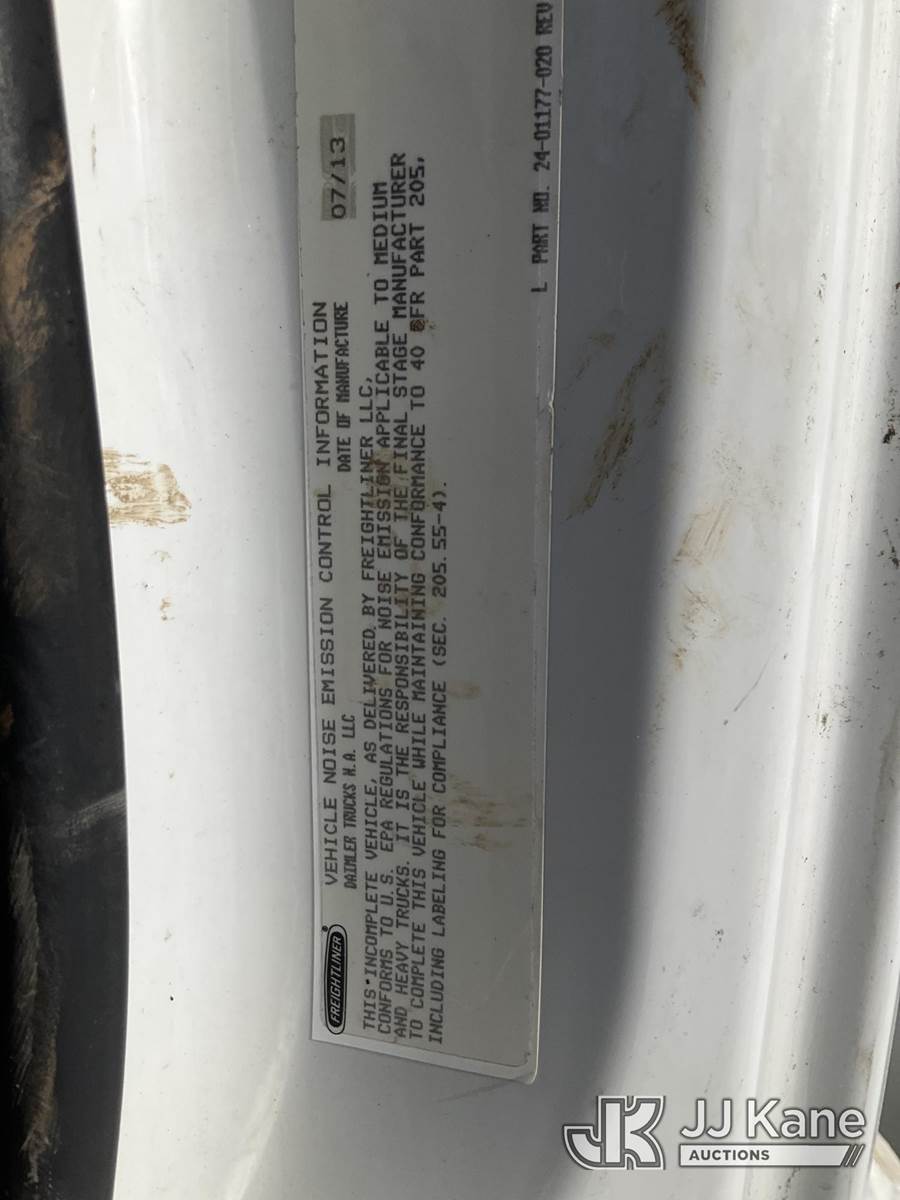 FREIGHTLINER
VEHICLE NOISE EMISSION CONTROL INFORMATION
DAIMLER TRUCKS N.A. LLC DATE OF MANUFACTURE 07/13
THIS INCOMPLETE VEHICLE, AS DELIVERED BY FREIGHTLINER LLC,
CONFORMS TO U.S. EPA REGULATIONS FOR NOISE EMISSION APPLICABLE TO MEDIUM
AND HEAVY TRUCKS. IT IS THE RESPONSIBILITY OF THE FINAL STAGE MANUFACTURER
TO COMPLETE THIS VEHICLE WHILE MAINTAINING CONFORMANCE TO 40 CFR PART 205,
INCLUDING LABELING FOR COMPLIANCE (SEC. 205.55-4).
L PART NO. 24-01177-020 REV
JK JJ Kane
AUCTIONS